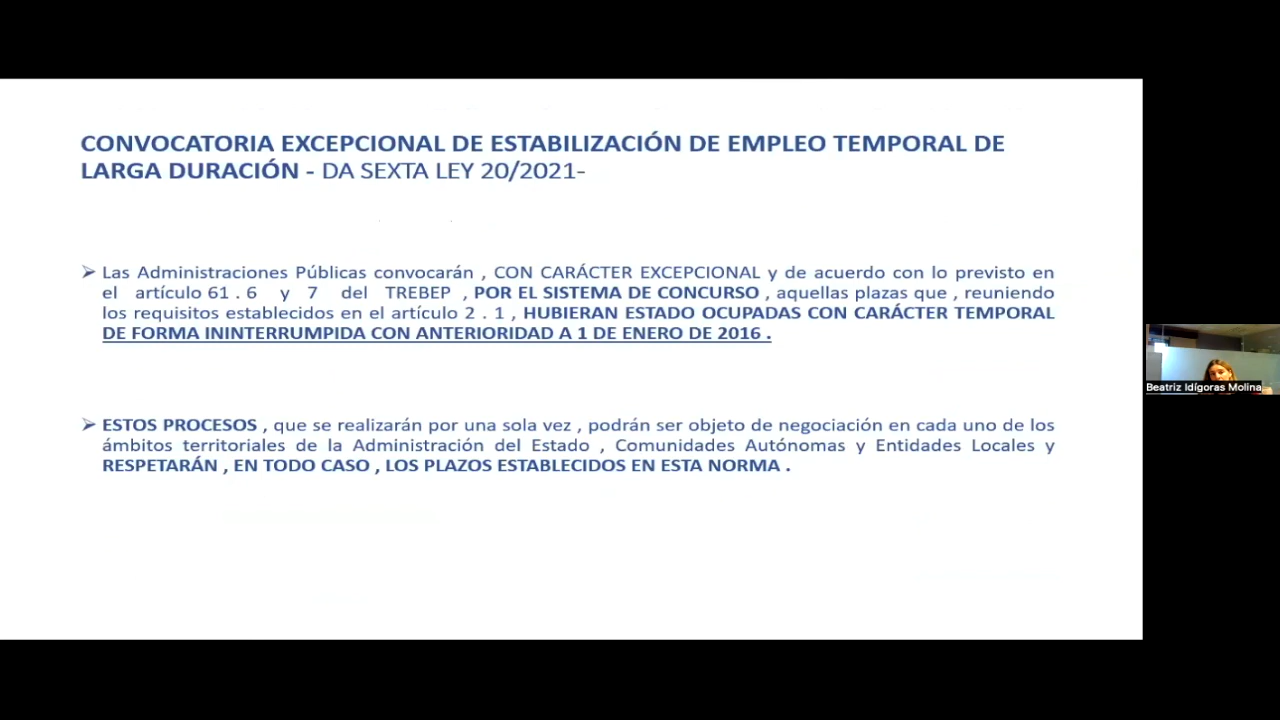 CONVOCATORIA EXCEPCIONAL DE ESTABILIZACIÓN DE EMPLEO TEMPORAL DE
LARGA DURACIÓN - DA SEXTA LEY 20/2021-
➢ Las Administraciones Públicas convocarán , CON CARÁCTER EXCEPCIONAL y de acuerdo con lo previsto en
el artículo 61 . 6 y 7 del TREBEP , POR EL SISTEMA DE CONCURSO , aquellas plazas que , reuniendo
los requisitos establecidos en el artículo 2 . 1 , HUBIERAN ESTADO OCUPADAS CON CARÁCTER TEMPORAL
DE FORMA ININTERRUMPIDA CON ANTERIORIDAD A 1 DE ENERO DE 2016 .
➢ ESTOS PROCESOS , que se realizarán por una sola vez , podrán ser objeto de negociación en cada uno de los
ámbitos territoriales de la Administración del Estado , Comunidades Autónomas y Entidades Locales y
RESPETARÁN , EN TODO CASO , LOS PLAZOS ESTABLECIDOS EN ESTA NORMA .
Beatriz Idígoras Molina